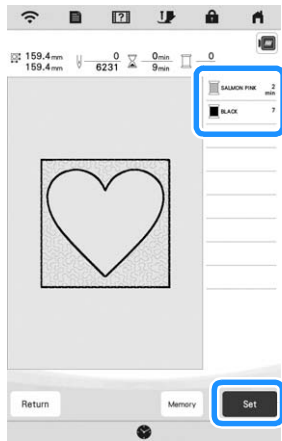 159.4mm 0 0min 0
159.4mm 6231 9min
SALMON PINK 2
min
BLACK 7
Return Memory Set